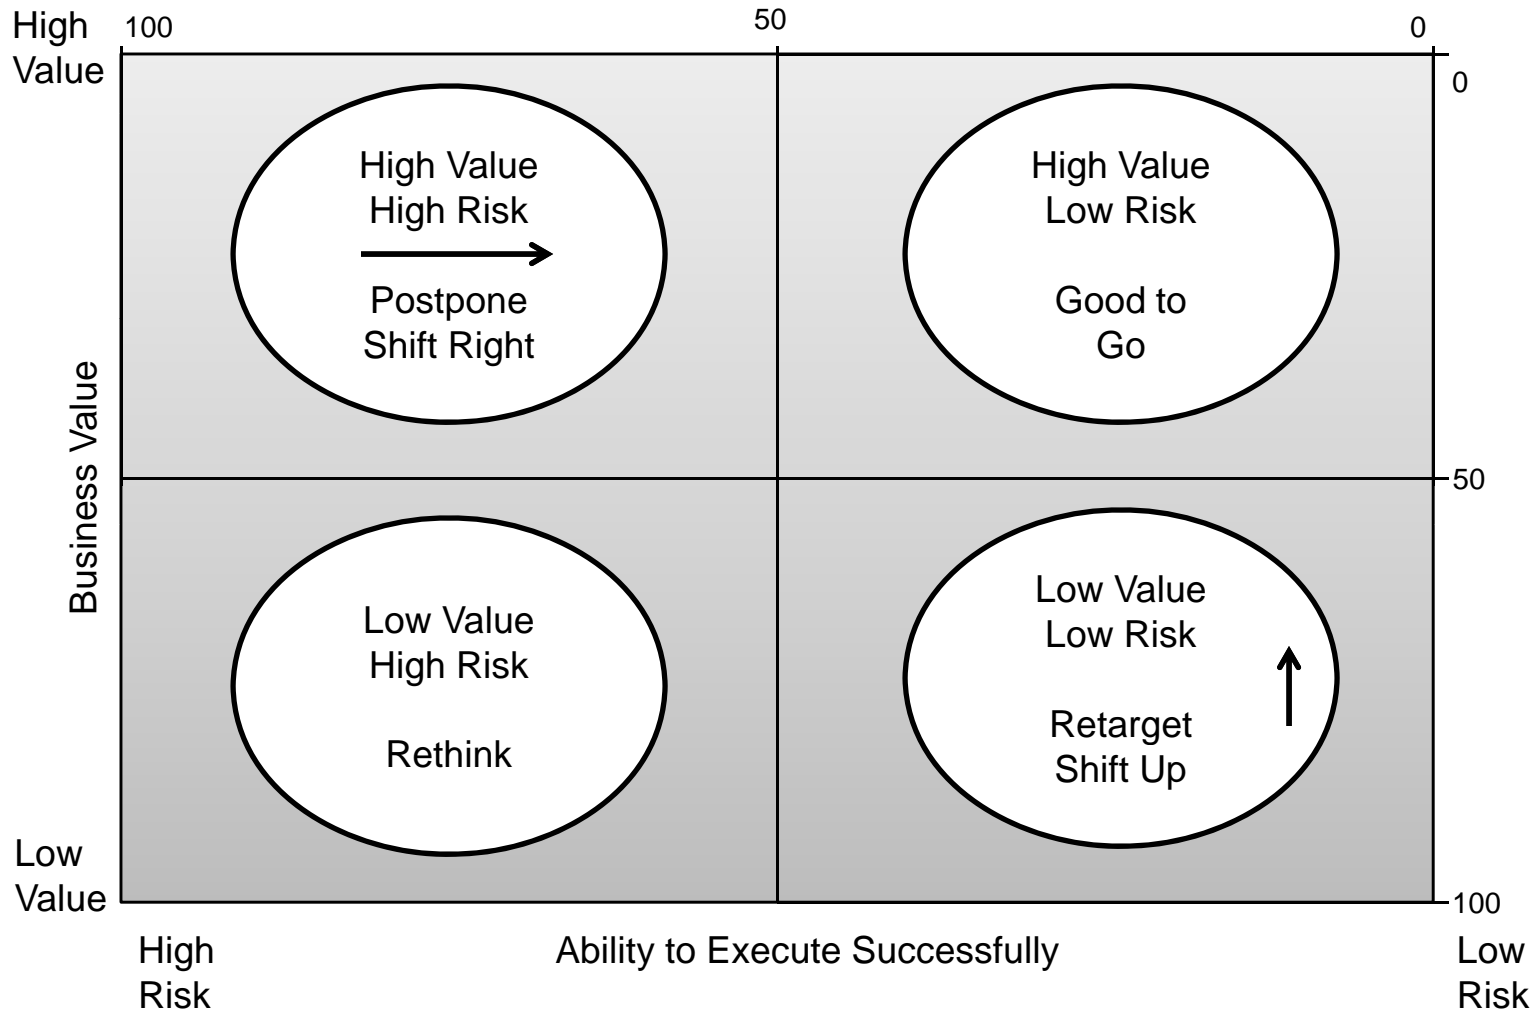 High
Value
100
50
0
0
High Value
High Risk
Postpone
Shift Right
High Value
Low Risk
Good to
Go
Business Value
50
Low Value
High Risk
Rethink
Low Value
Low Risk
Retarget
Shift Up
Low
Value
100
High
Risk
Ability to Execute Successfully
Low
Risk